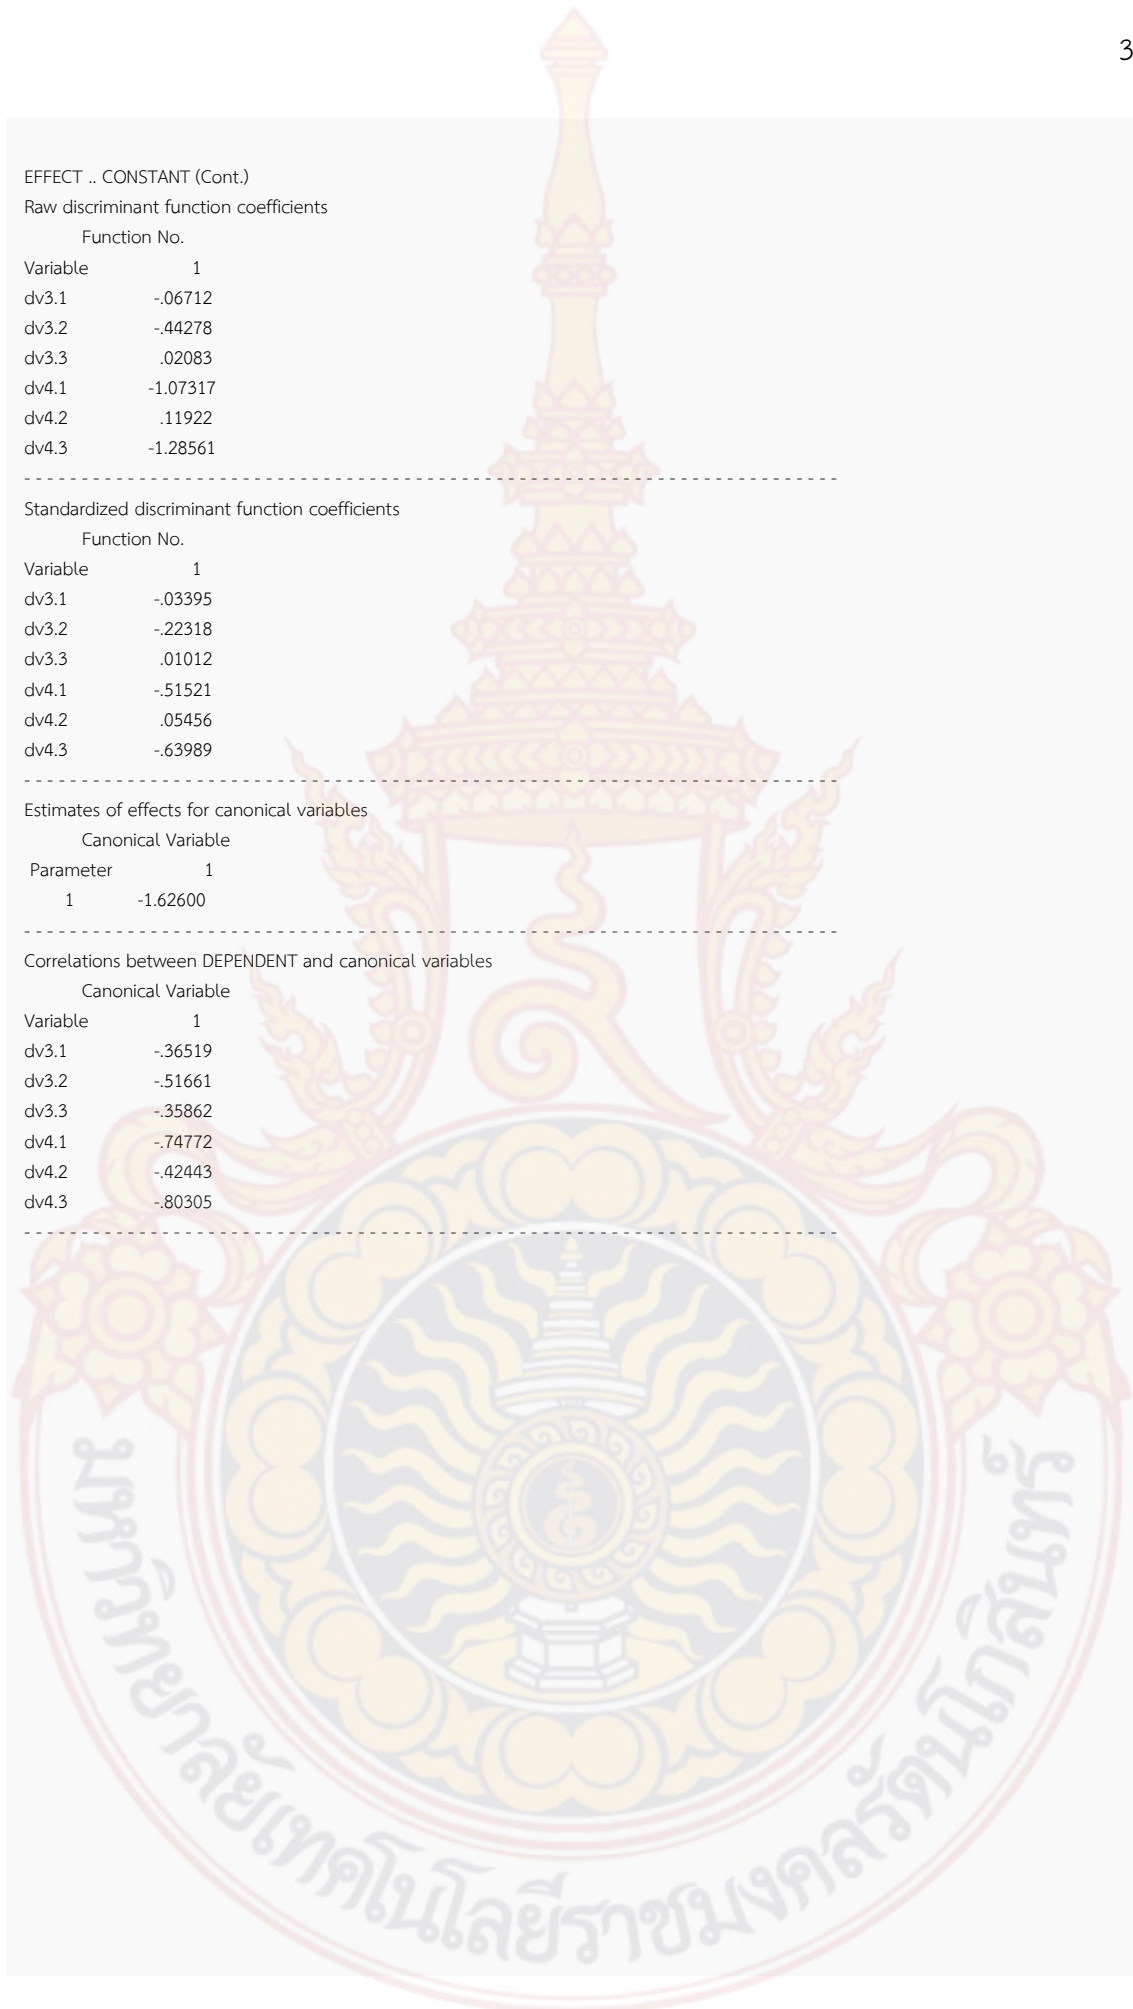 3
EFFECT .. CONSTANT (Cont.)
Raw discriminant function coefficients
Function No.
Variable 1
dv3.1 -.06712
dv3.2 -.44278
dv3.3 .02083
dv4.1 -1.07317
dv4.2 .11922
dv4.3 -1.28561
- - - - - - - - - - - - - - - - - - - - - - - - - - - - - - - - - - - - - - - - - - - - - - - - - - - - - - - - - - - - - - - - - - - - - -
Standardized discriminant function coefficients
Function No.
Variable 1
dv3.1 -.03395
dv3.2 -.22318
dv3.3 .01012
dv4.1 -.51521
dv4.2 .05456
dv4.3 -.63989
- - - - - - - - - - - - - - - - - - - - - - - - - - - - - - - - - - - - - - - - - - - - - - - - - - - - - - - - - - - - - - - - - - - - - -
Estimates of effects for canonical variables
Canonical Variable
Parameter 1
1 -1.62600
- - - - - - - - - - - - - - - - - - - - - - - - - - - - - - - - - - - - - - - - - - - - - - - - - - - - - - - - - - - - - - - - - - - - - -
Correlations between DEPENDENT and canonical variables
Canonical Variable
Variable 1
dv3.1 -.36519
dv3.2 -.51661
dv3.3 -.35862
dv4.1 -.74772
dv4.2 -.42443
dv4.3 -.80305
- - - - - - - - - - - - - - - - - - - - - - - - - - - - - - - - - - - - - - - - - - - - - - - - - - - - - - - - - - - - - - - - - - - - - -
มหาวิทยาลัยเทคโนโลยีราชมงคลรัตนโกสินทร์